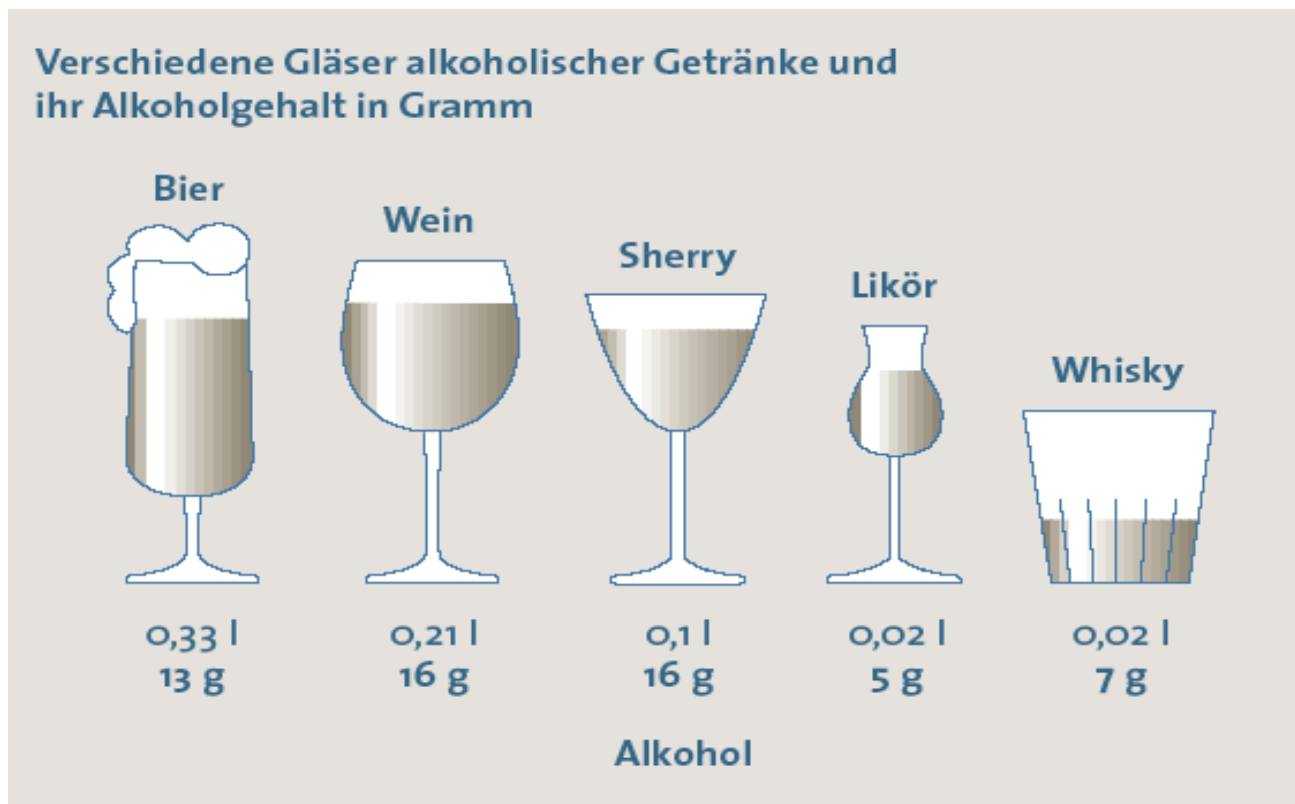 Verschiedene Gläser alkoholischer Getränke und
ihr Alkoholgehalt in Gramm
Bier
Wein
Sherry
Likör
Whisky
0,33 l
13 g
0,21 l
16 g
0,1 l
16 g
0,02 l
5 g
0,02 l
7 g
Alkohol